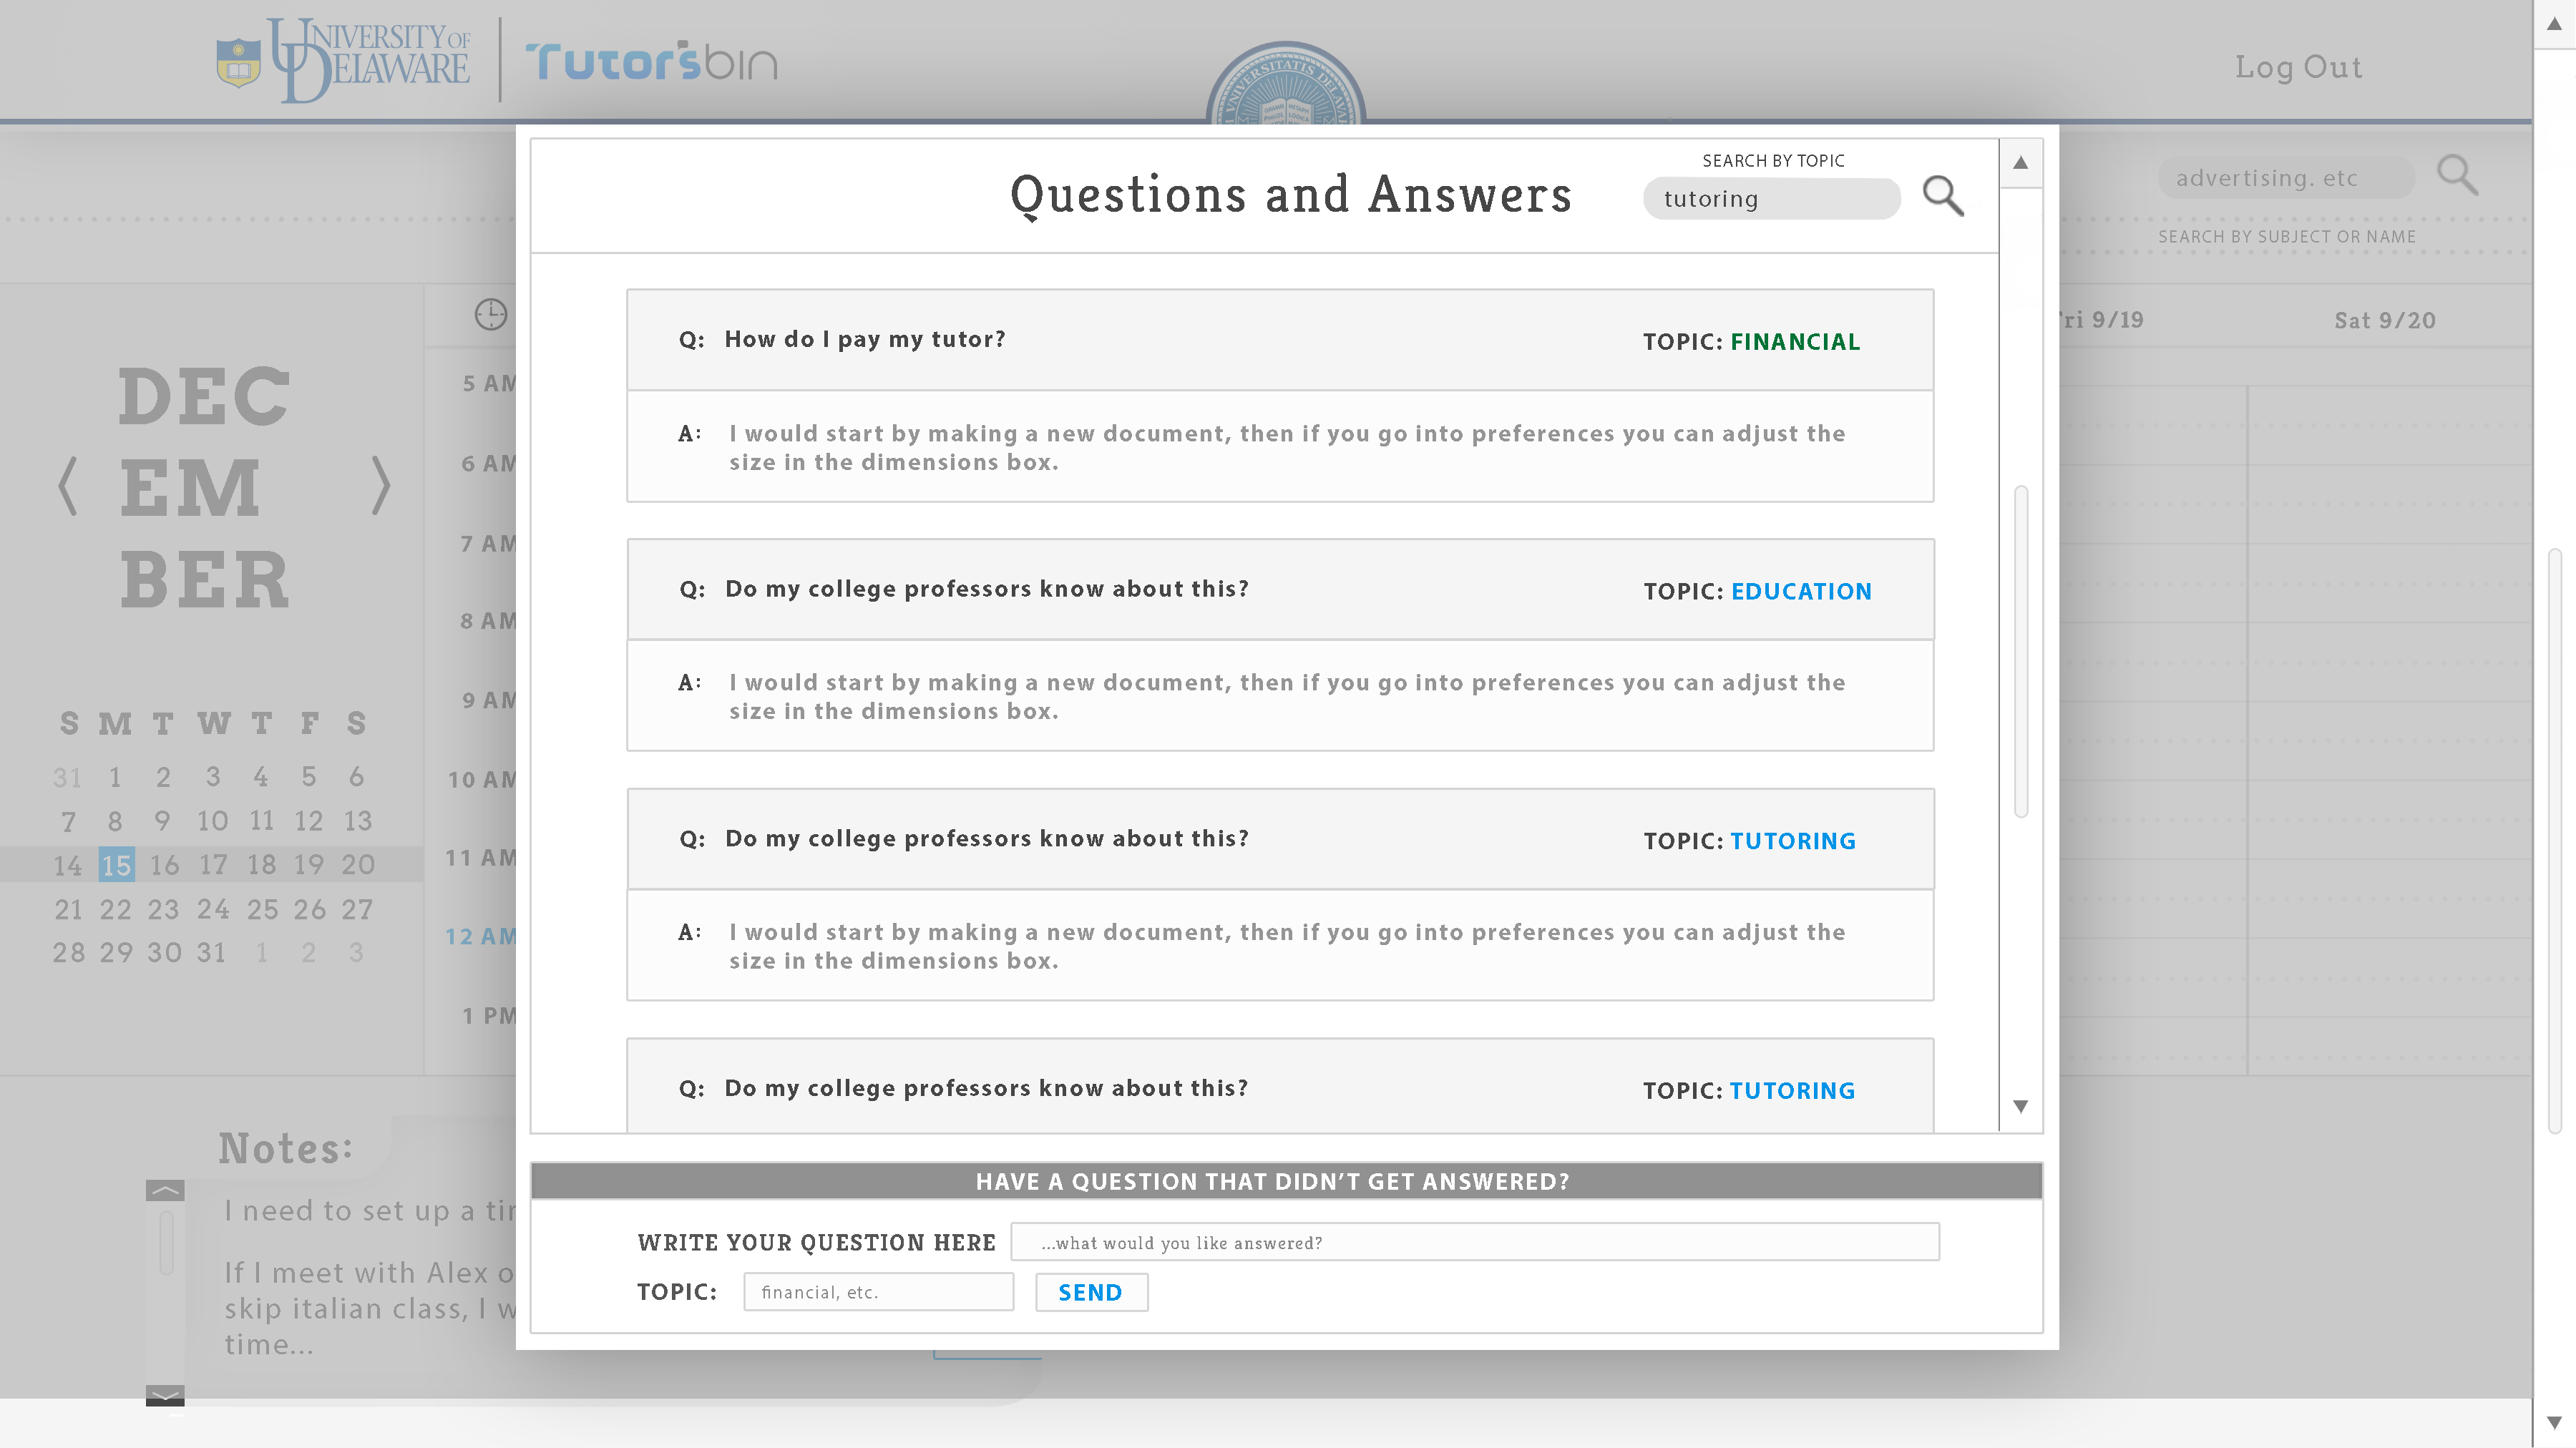 UNIVERSITY OF
DELAWARE
Tutor'sbin
VNIVERSITATIS DELAWAR
Log Out
advertising. etc
SEARCH BY SUBJECT OR NAME
ri 9/19
Sat 9/20
DEC
EM
BER
S M T W T F S
31 1 2 3 4 5 6
7 8 9 10 11 12 13
14 15 16 17 18 19 20
21 22 23 24 25 26 27
28 29 30 31 1 2 3
5 AM
6 AM
7 AM
8 AM
9 AM
10 AM
11 AM
12 AM
1 PM
Notes:
I need to set up a
If I meet with Alex
skip italian class, I
time...
Questions and Answers
SEARCH BY TOPIC
tutoring
Q: How do I pay my tutor?
TOPIC: FINANCIAL
A: I would start by making a new document, then if you go into preferences you can adjust the
size in the dimensions box.
Q: Do my college professors know about this?
TOPIC: EDUCATION
A: I would start by making a new document, then if you go into preferences you can adjust the
size in the dimensions box.
Q: Do my college professors know about this?
TOPIC: TUTORING
A: I would start by making a new document, then if you go into preferences you can adjust the
size in the dimensions box.
Q: Do my college professors know about this?
TOPIC: TUTORING
HAVE A QUESTION THAT DIDN'T GET ANSWERED?
WRITE YOUR QUESTION HERE
...what would you like answered?
TOPIC:
financial, etc.
SEND